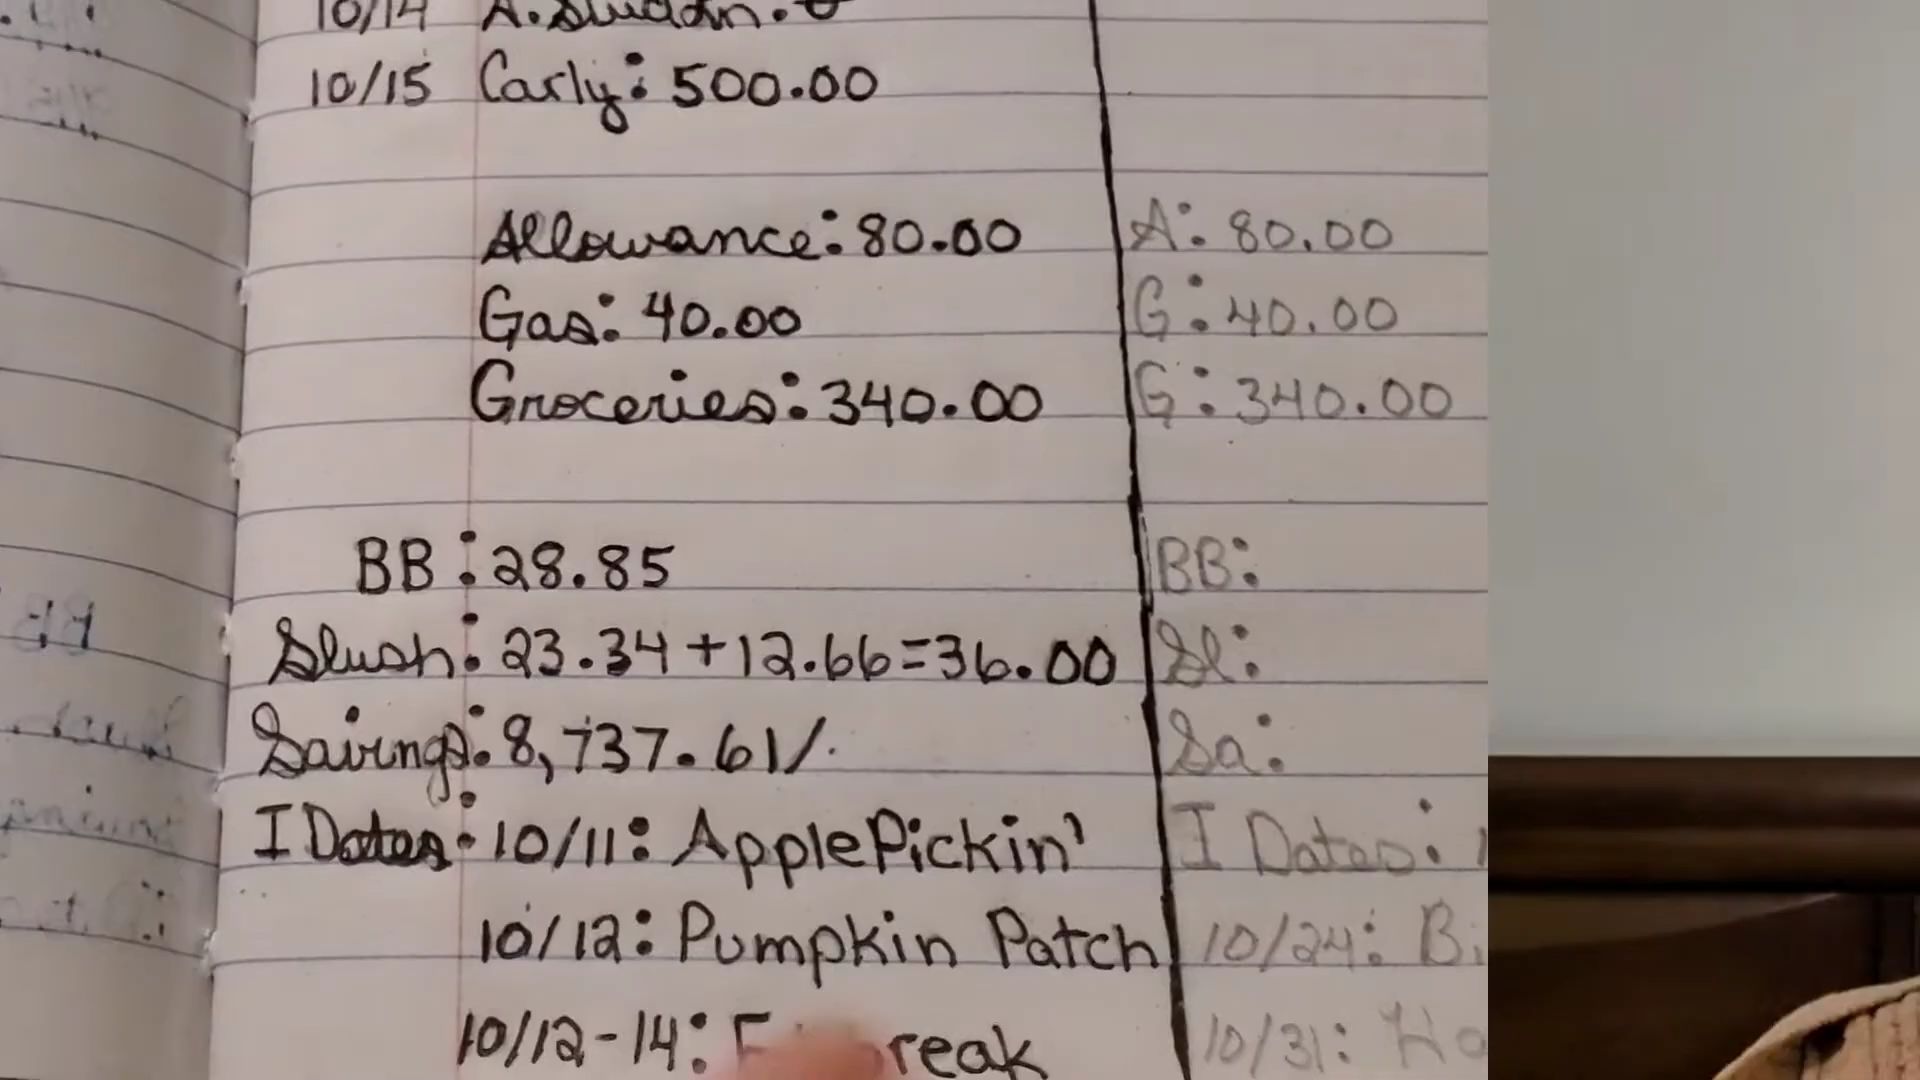 10/14
10/15 Carly: 500.00
Allowance: 80.00
Gas: 40.00
Groceries: 340.00
BB: 28.85
Slush: 23.34 + 12.66 = 36.00
Savings: 8,737.61/.
I Dates: 10/11: Apple Pickin'
10/12: Pumpkin Patch
10/12-14:
A: 80.00
G: 40.00
G: 340.00
BB:
Sl:
Sa:
I Dates:
10/24:
10/31: